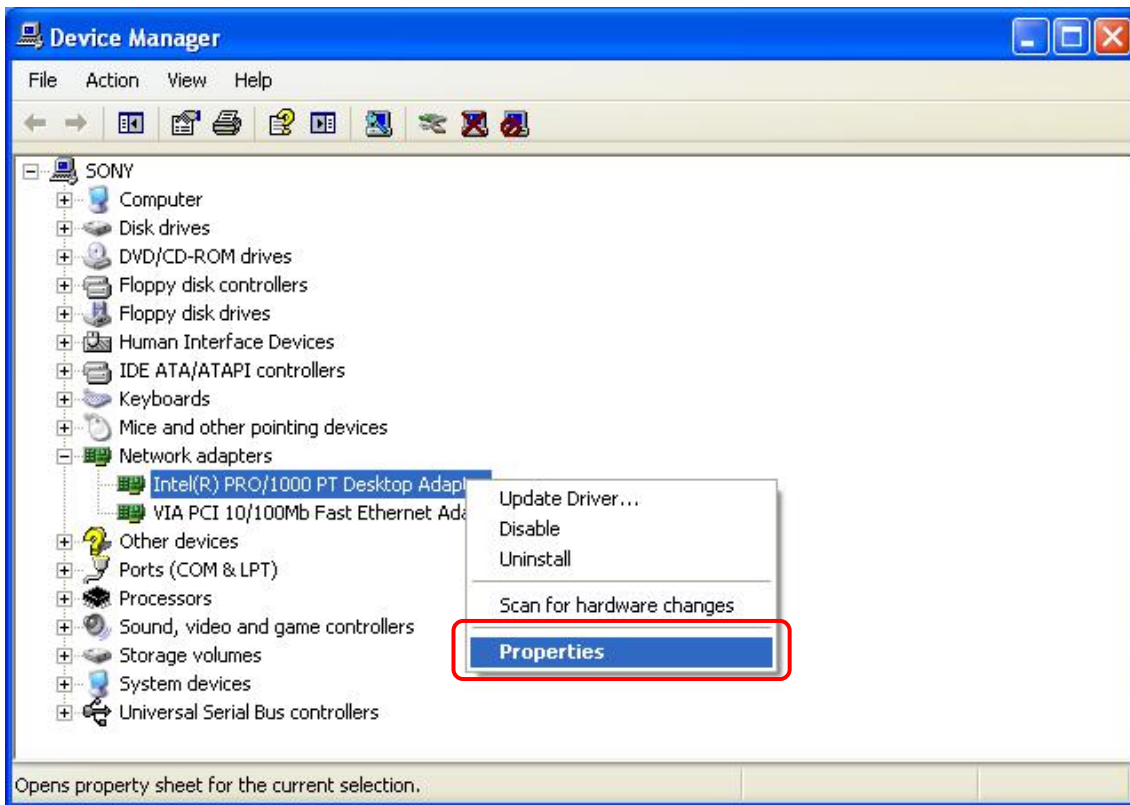 Device Manager
File Action View Help
SONY
Computer
Disk drives
DVD/CD-ROM drives
Floppy disk controllers
Floppy disk drives
Human Interface Devices
IDE ATA/ATAPI controllers
Keyboards
Mice and other pointing devices
Network adapters
Intel(R) PRO/1000 PT Desktop
VIA PCI 10/100Mb Fast Ethernet
Other devices
Ports (COM & LPT)
Processors
Sound, video and game controllers
Storage volumes
System devices
Universal Serial Bus controllers
Update Driver...
Disable
Uninstall
Scan for hardware changes
Properties
Opens property sheet for the current selection.